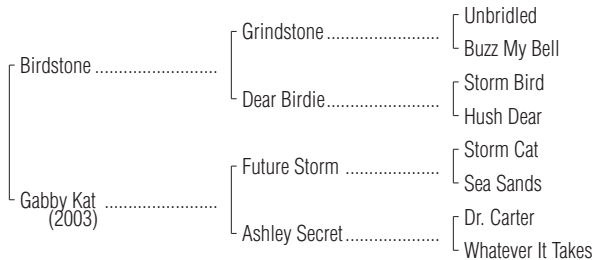 Unbridled
Grindstone ........................
Buzz My Bell
Birdstone ..........................
Storm Bird
Dear Birdie........................
Hush Dear
Storm Cat
Future Storm ....................
Sea Sands
Gabby Kat ........................
(2003)
Dr. Carter
Ashley Secret....................
Whatever It Takes